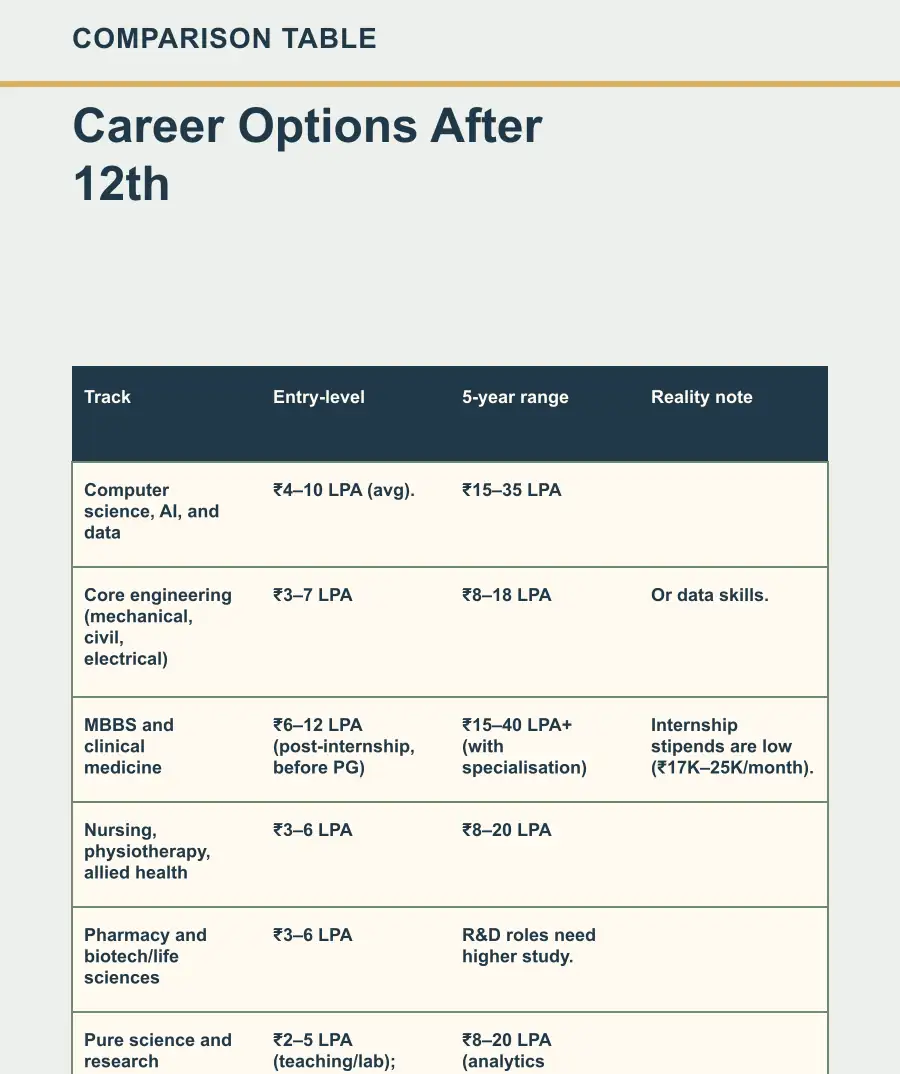 COMPARISON TABLE
Career Options After
12th
Track
Entry-level
5-year range
Reality note
Computer
science, AI, and
data
₹4–10 LPA (avg).
₹15–35 LPA
Core engineering
(mechanical,
civil,
electrical)
₹3–7 LPA
₹8–18 LPA
Or data skills.
MBBS and
clinical
medicine
₹6–12 LPA
(post-internship,
before PG)
₹15–40 LPA+
(with
specialisation)
Internship
stipends are low
(₹17K–25K/month).
Nursing,
physiotherapy,
allied health
₹3–6 LPA
₹8–20 LPA
Pharmacy and
biotech/life
sciences
₹3–6 LPA
R&D roles need
higher study.
Pure science and
research
₹2–5 LPA
(teaching/lab);
₹8–20 LPA
(analytics